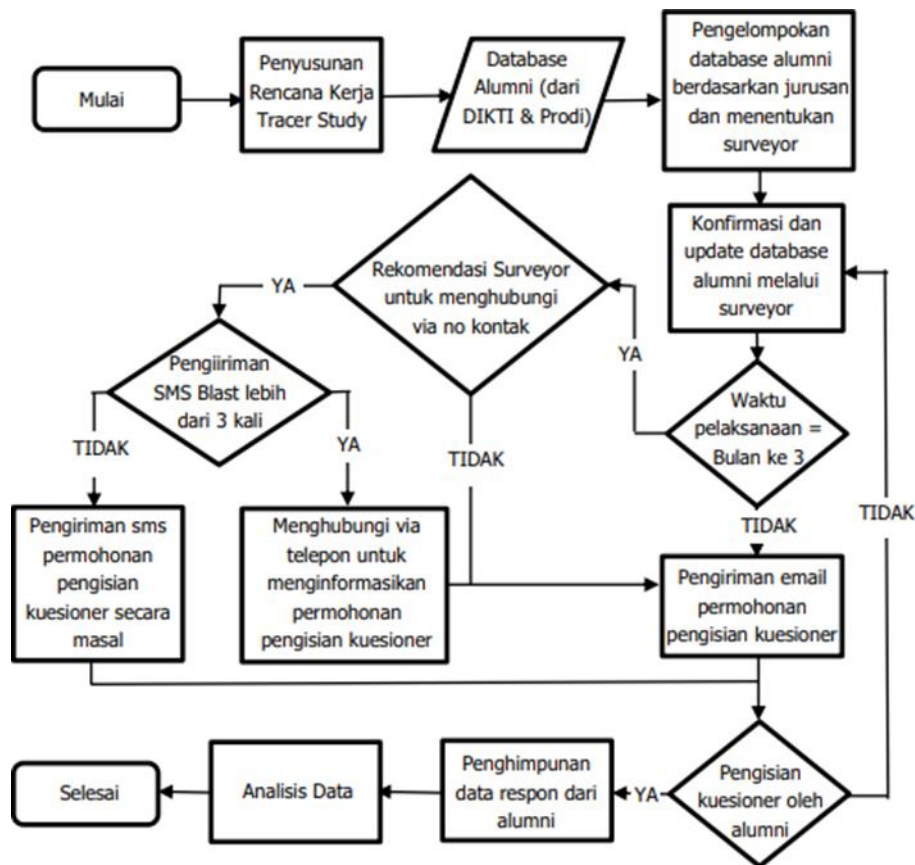 Mulai
Penyusunan
Rencana Kerja
Tracer Study
Database
Alumni (dari
DIKTI & Prodi)
Pengelompokan
database alumni
berdasarkan jurusan
dan menentukan
surveyor
Konfirmasi dan
update database
alumni melalui
surveyor
Waktu
pelaksanaan =
Bulan ke 3
YA
TIDAK
Rekomendasi Surveyor
untuk menghubungi
via no kontak
YA
TIDAK
Pengiiriman
SMS Blast lebih
dari 3 kali
TIDAK
YA
Pengiriman sms
permohonan
pengisian
kuesioner secara
masal
Menghubungi via
telepon untuk
menginformasikan
permohonan
pengisian kuesioner
Pengiriman email
permohonan
pengisian kuesioner
Pengisian
kuesioner oleh
alumni
TIDAK
YA
Penghimpunan
data respon dari
alumni
Analisis Data
Selesai